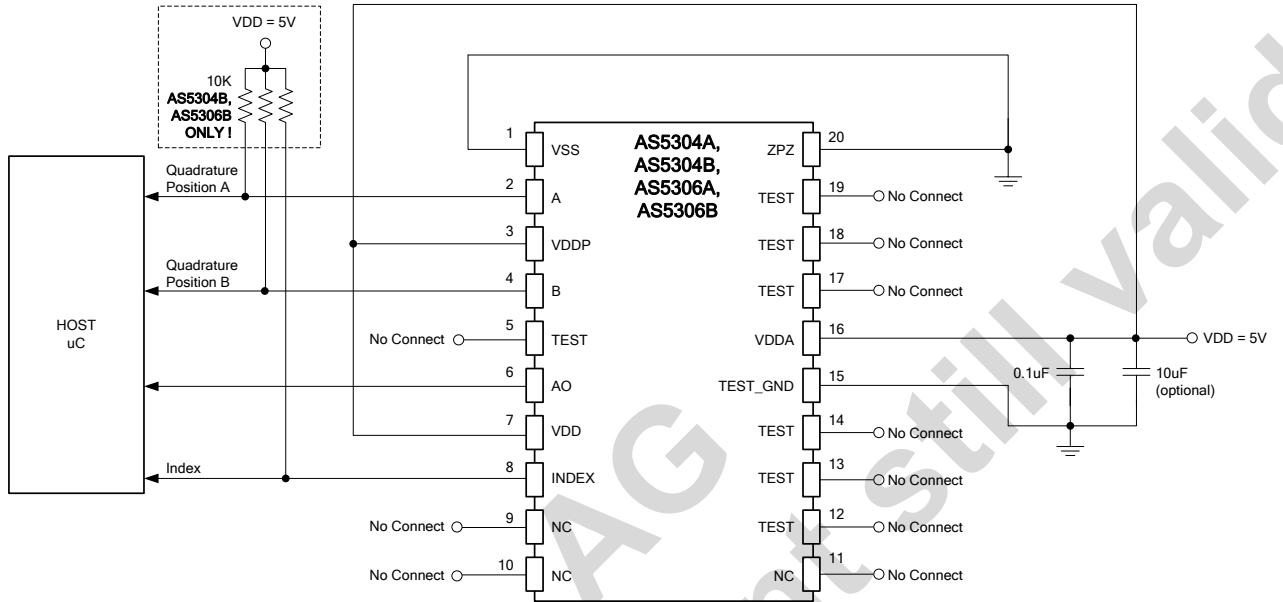 VDD = 5V
10K
AS5304B,
AS5306B
ONLY !
HOST
uC
Quadrature
Position A
Quadrature
Position B
Index
AS5304A,
AS5304B,
AS5306A,
AS5306B
1 VSS
2 A
3 VDDP
4 B
No Connect 5 TEST
6 AO
7 VDD
8 INDEX
No Connect 9 NC
No Connect 10 NC
ZPZ 20
TEST 19 No Connect
TEST 18 No Connect
TEST 17 No Connect
VDDA 16 VDD = 5V
TEST_GND 15
0.1uF
10uF
(optional)
TEST 14 No Connect
TEST 13 No Connect
TEST 12 No Connect
NC 11 No Connect
AG
still valid